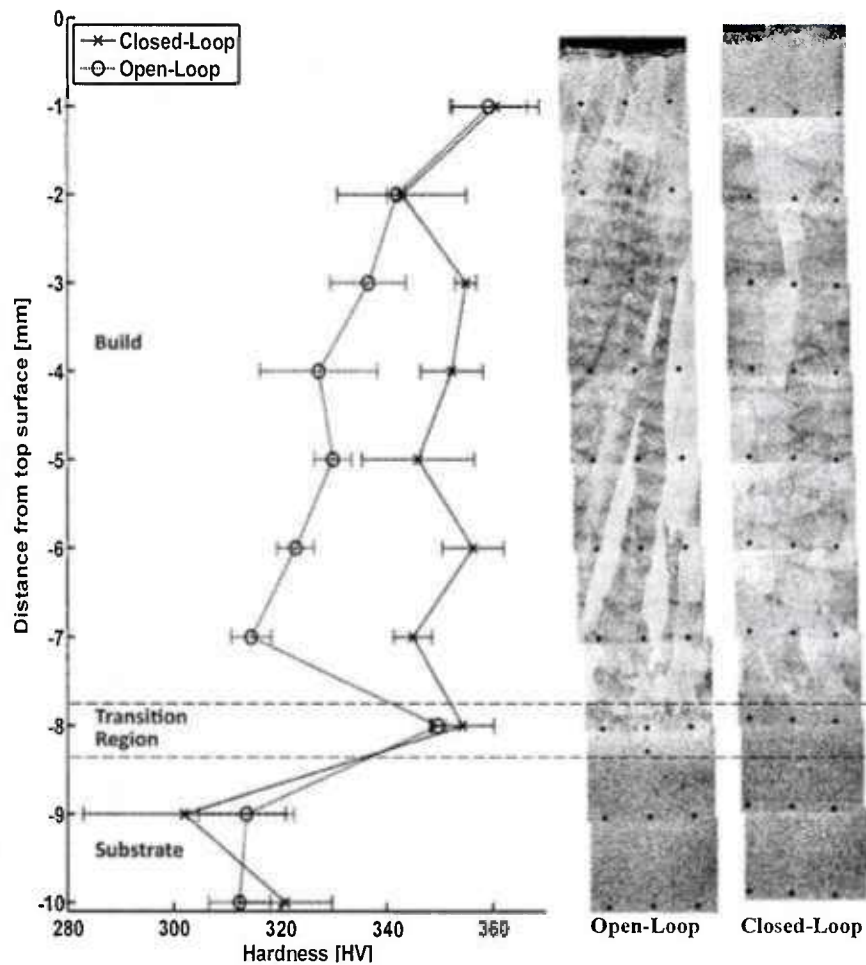 0
Closed-Loop
Open-Loop
-1
-2
-3
Build
-4
-5
-6
-7
Transition
Region
-8
-9
Substrate
-10
280 300 320 340 360
Hardness [HV]
Distance from top surface [mm]
Open-Loop Closed-Loop